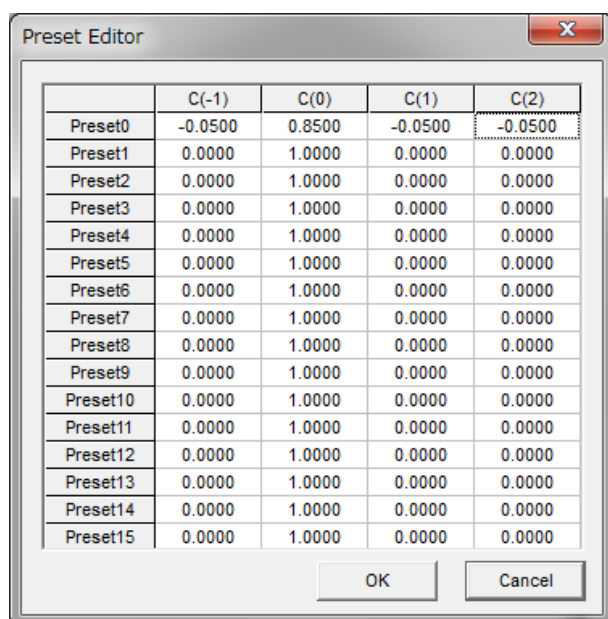 Preset Editor
x
C(-1) C(0) C(1) C(2)
Preset0 -0.0500 0.8500 -0.0500 -0.0500
Preset1 0.0000 1.0000 0.0000 0.0000
Preset2 0.0000 1.0000 0.0000 0.0000
Preset3 0.0000 1.0000 0.0000 0.0000
Preset4 0.0000 1.0000 0.0000 0.0000
Preset5 0.0000 1.0000 0.0000 0.0000
Preset6 0.0000 1.0000 0.0000 0.0000
Preset7 0.0000 1.0000 0.0000 0.0000
Preset8 0.0000 1.0000 0.0000 0.0000
Preset9 0.0000 1.0000 0.0000 0.0000
Preset10 0.0000 1.0000 0.0000 0.0000
Preset11 0.0000 1.0000 0.0000 0.0000
Preset12 0.0000 1.0000 0.0000 0.0000
Preset13 0.0000 1.0000 0.0000 0.0000
Preset14 0.0000 1.0000 0.0000 0.0000
Preset15 0.0000 1.0000 0.0000 0.0000
OK Cancel